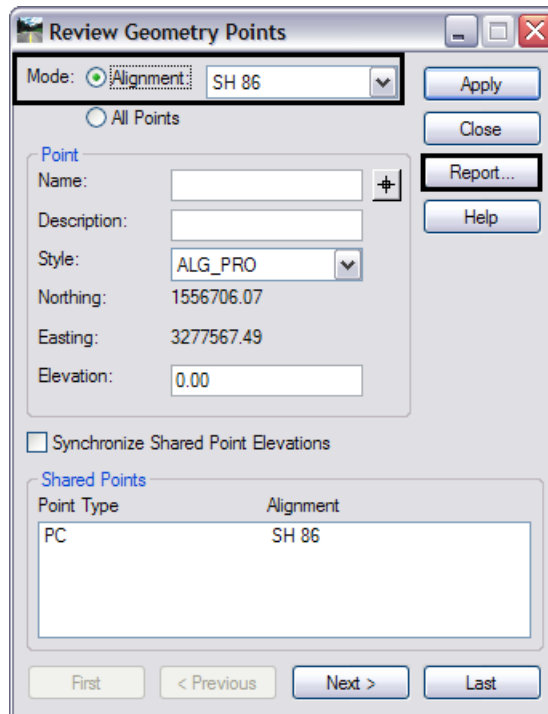 Review Geometry Points
Mode: Alignment: SH 86
All Points
Apply
Close
Report...
Help
Point
Name:
Description:
Style: ALG_PRO
Northing: 1556706.07
Easting: 3277567.49
Elevation: 0.00
Synchronize Shared Point Elevations
Shared Points
Point Type Alignment
PC SH 86
First < Previous Next > Last